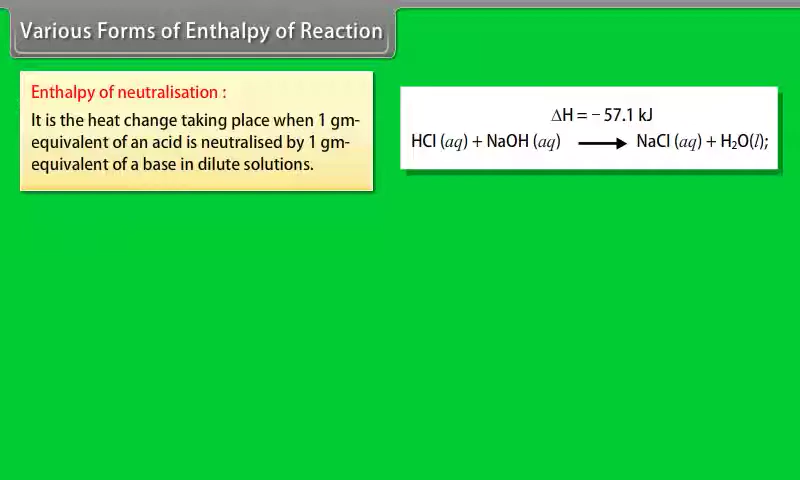 Various Forms of Enthalpy of Reaction
Enthalpy of neutralisation :
It is the heat change taking place when 1 gm-
equivalent of an acid is neutralised by 1 gm-
equivalent of a base in dilute solutions.
ΔH = − 57.1 kJ
HCl (aq) + NaOH (aq) ⟶ NaCl (aq) + H₂O(l);